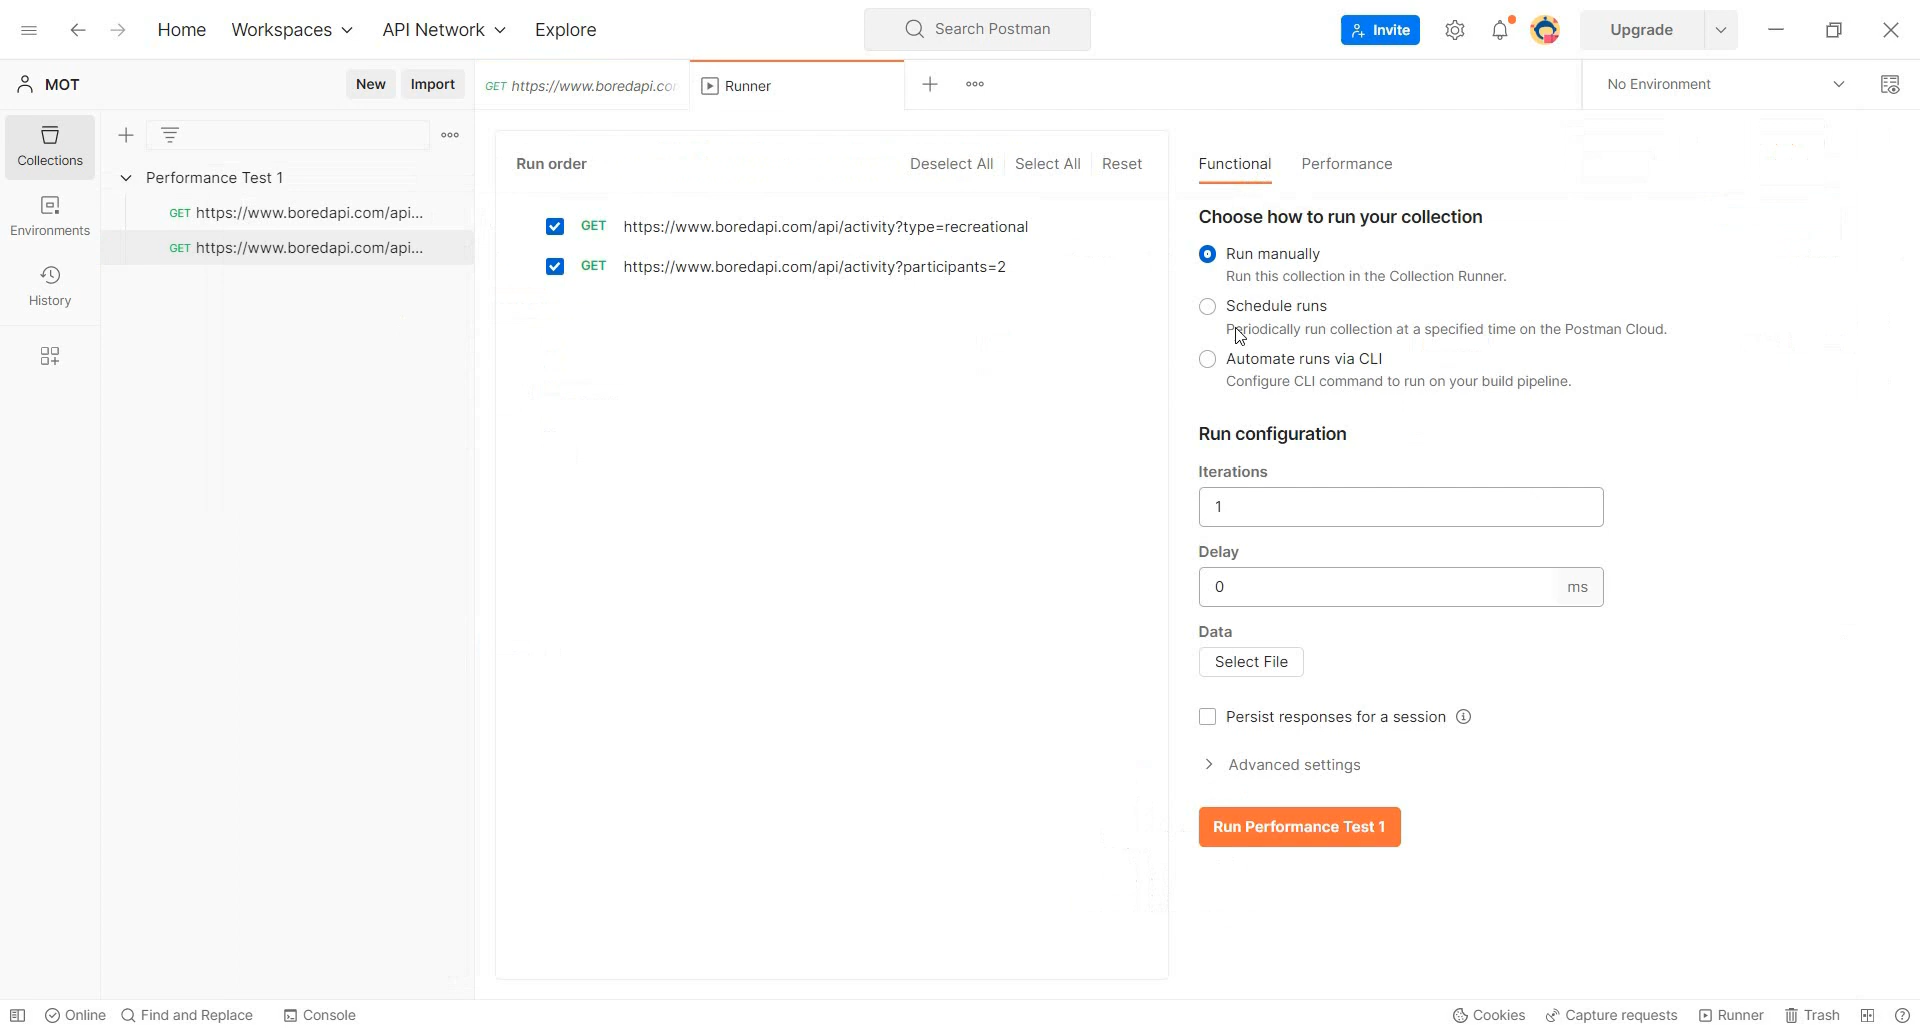 Home Workspaces API Network Explore Search Postman Invite Upgrade
MOT New Import GET https://www.boredapi.co Runner No Environment
Collections
Environments
History
Performance Test 1
GET https://www.boredapi.com/api...
GET https://www.boredapi.com/api...
Run order Deselect All Select All Reset
GET https://www.boredapi.com/api/activity?type=recreational
GET https://www.boredapi.com/api/activity?participants=2
Functional Performance
Choose how to run your collection
Run manually
Run this collection in the Collection Runner.
Schedule runs
Periodically run collection at a specified time on the Postman Cloud.
Automate runs via CLI
Configure CLI command to run on your build pipeline.
Run configuration
Iterations
1
Delay
0 ms
Data
Select File
Persist responses for a session
Advanced settings
Run Performance Test 1
Online Find and Replace Console Cookies Capture requests Runner Trash